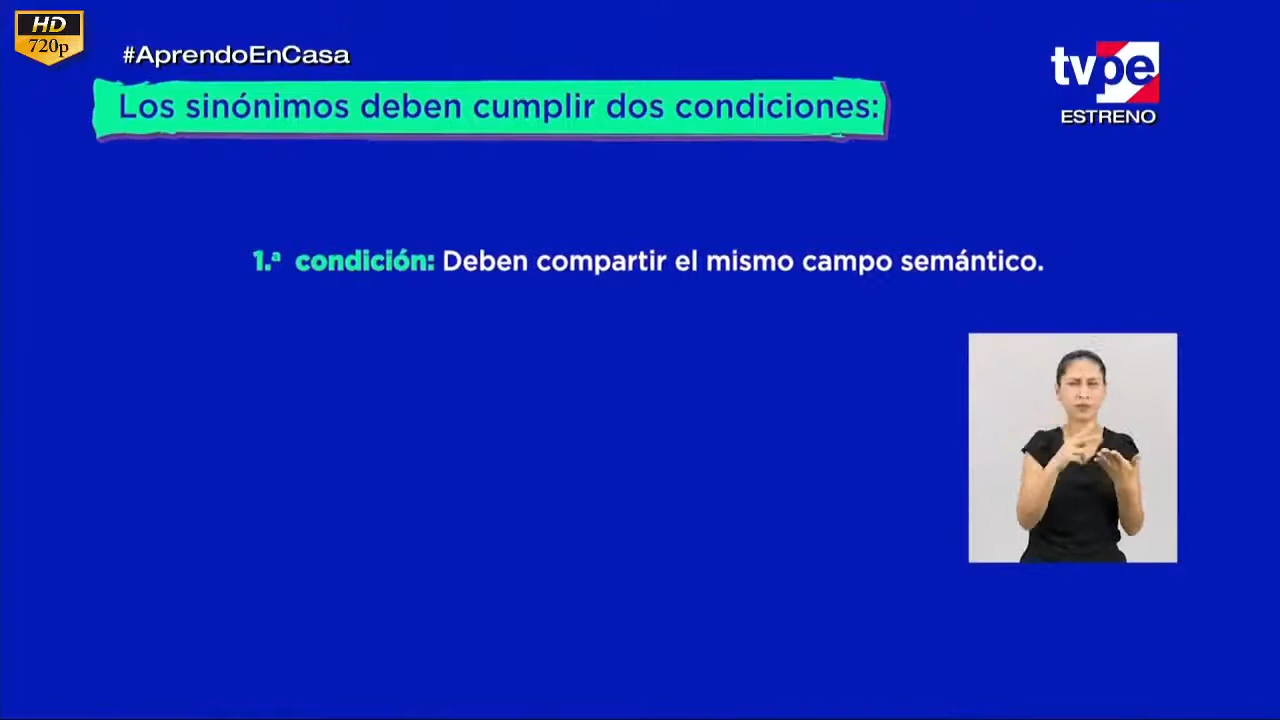 HD
720p
#AprendoEnCasa
tvpe
ESTRENO
Los sinónimos deben cumplir dos condiciones:
1.ª condición: Deben compartir el mismo campo semántico.